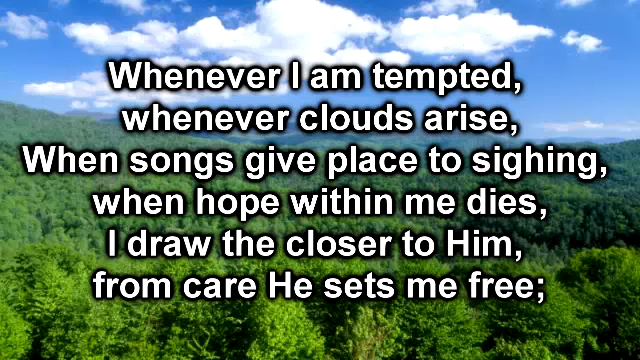 Whenever I am tempted,
whenever clouds arise,
When songs give place to sighing,
when hope within me dies,
I draw the closer to Him,
from care He sets me free;